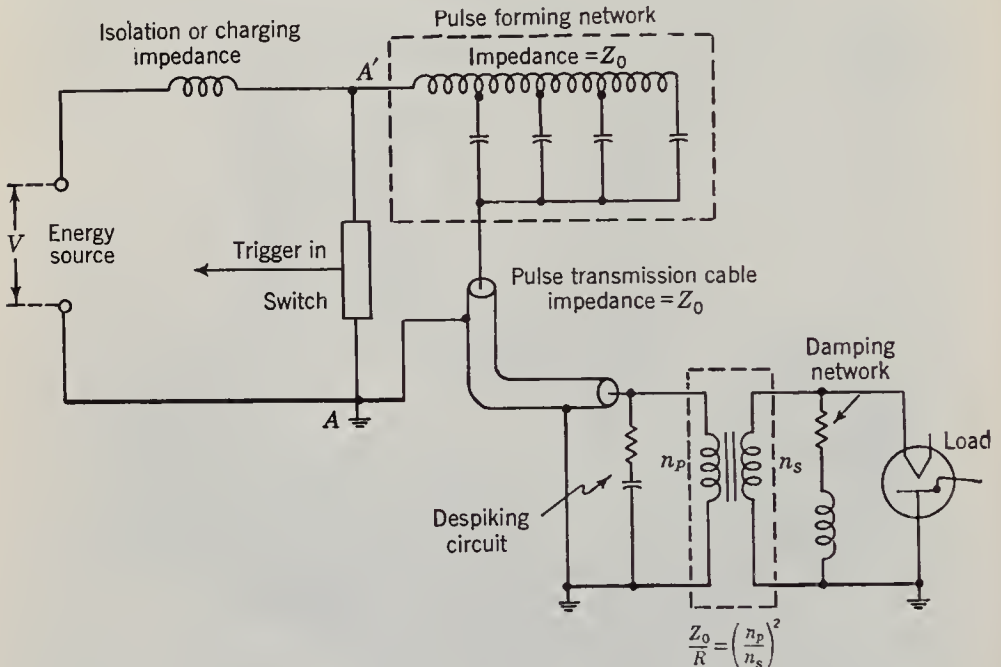 Pulse forming network
Isolation or charging
impedance
Impedance = Z₀
A′
V
Energy
source
Trigger in
Switch
Pulse transmission cable
impedance = Z₀
A
Damping
network
Load
nₚ
nₛ
Despiking
circuit
Z₀/R = (nₚ/nₛ)²